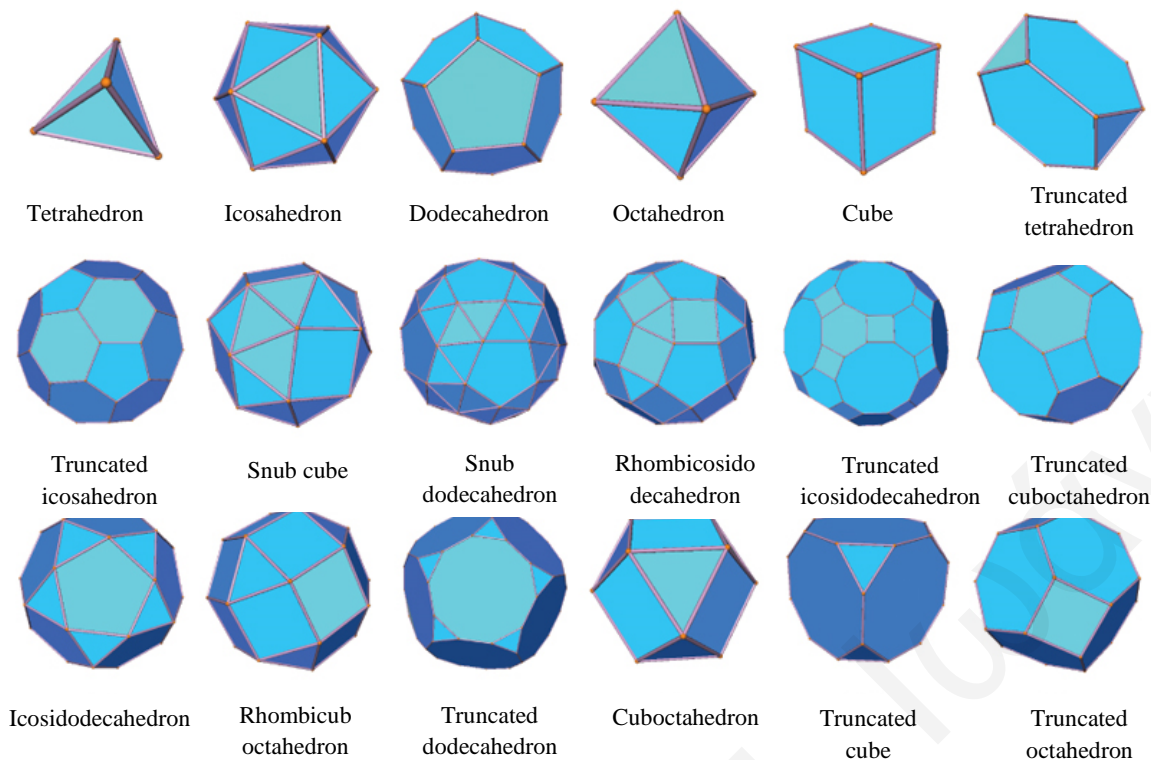 Tetrahedron Icosahedron Dodecahedron Octahedron Cube Truncated
tetrahedron
Truncated Snub cube Snub Rhombicosido Truncated Truncated
icosahedron dodecahedron decahedron icosidodecahedron cuboctahedron
Icosidodecahedron Rhombicub Truncated Cuboctahedron Truncated Truncated
octahedron dodecahedron cube octahedron